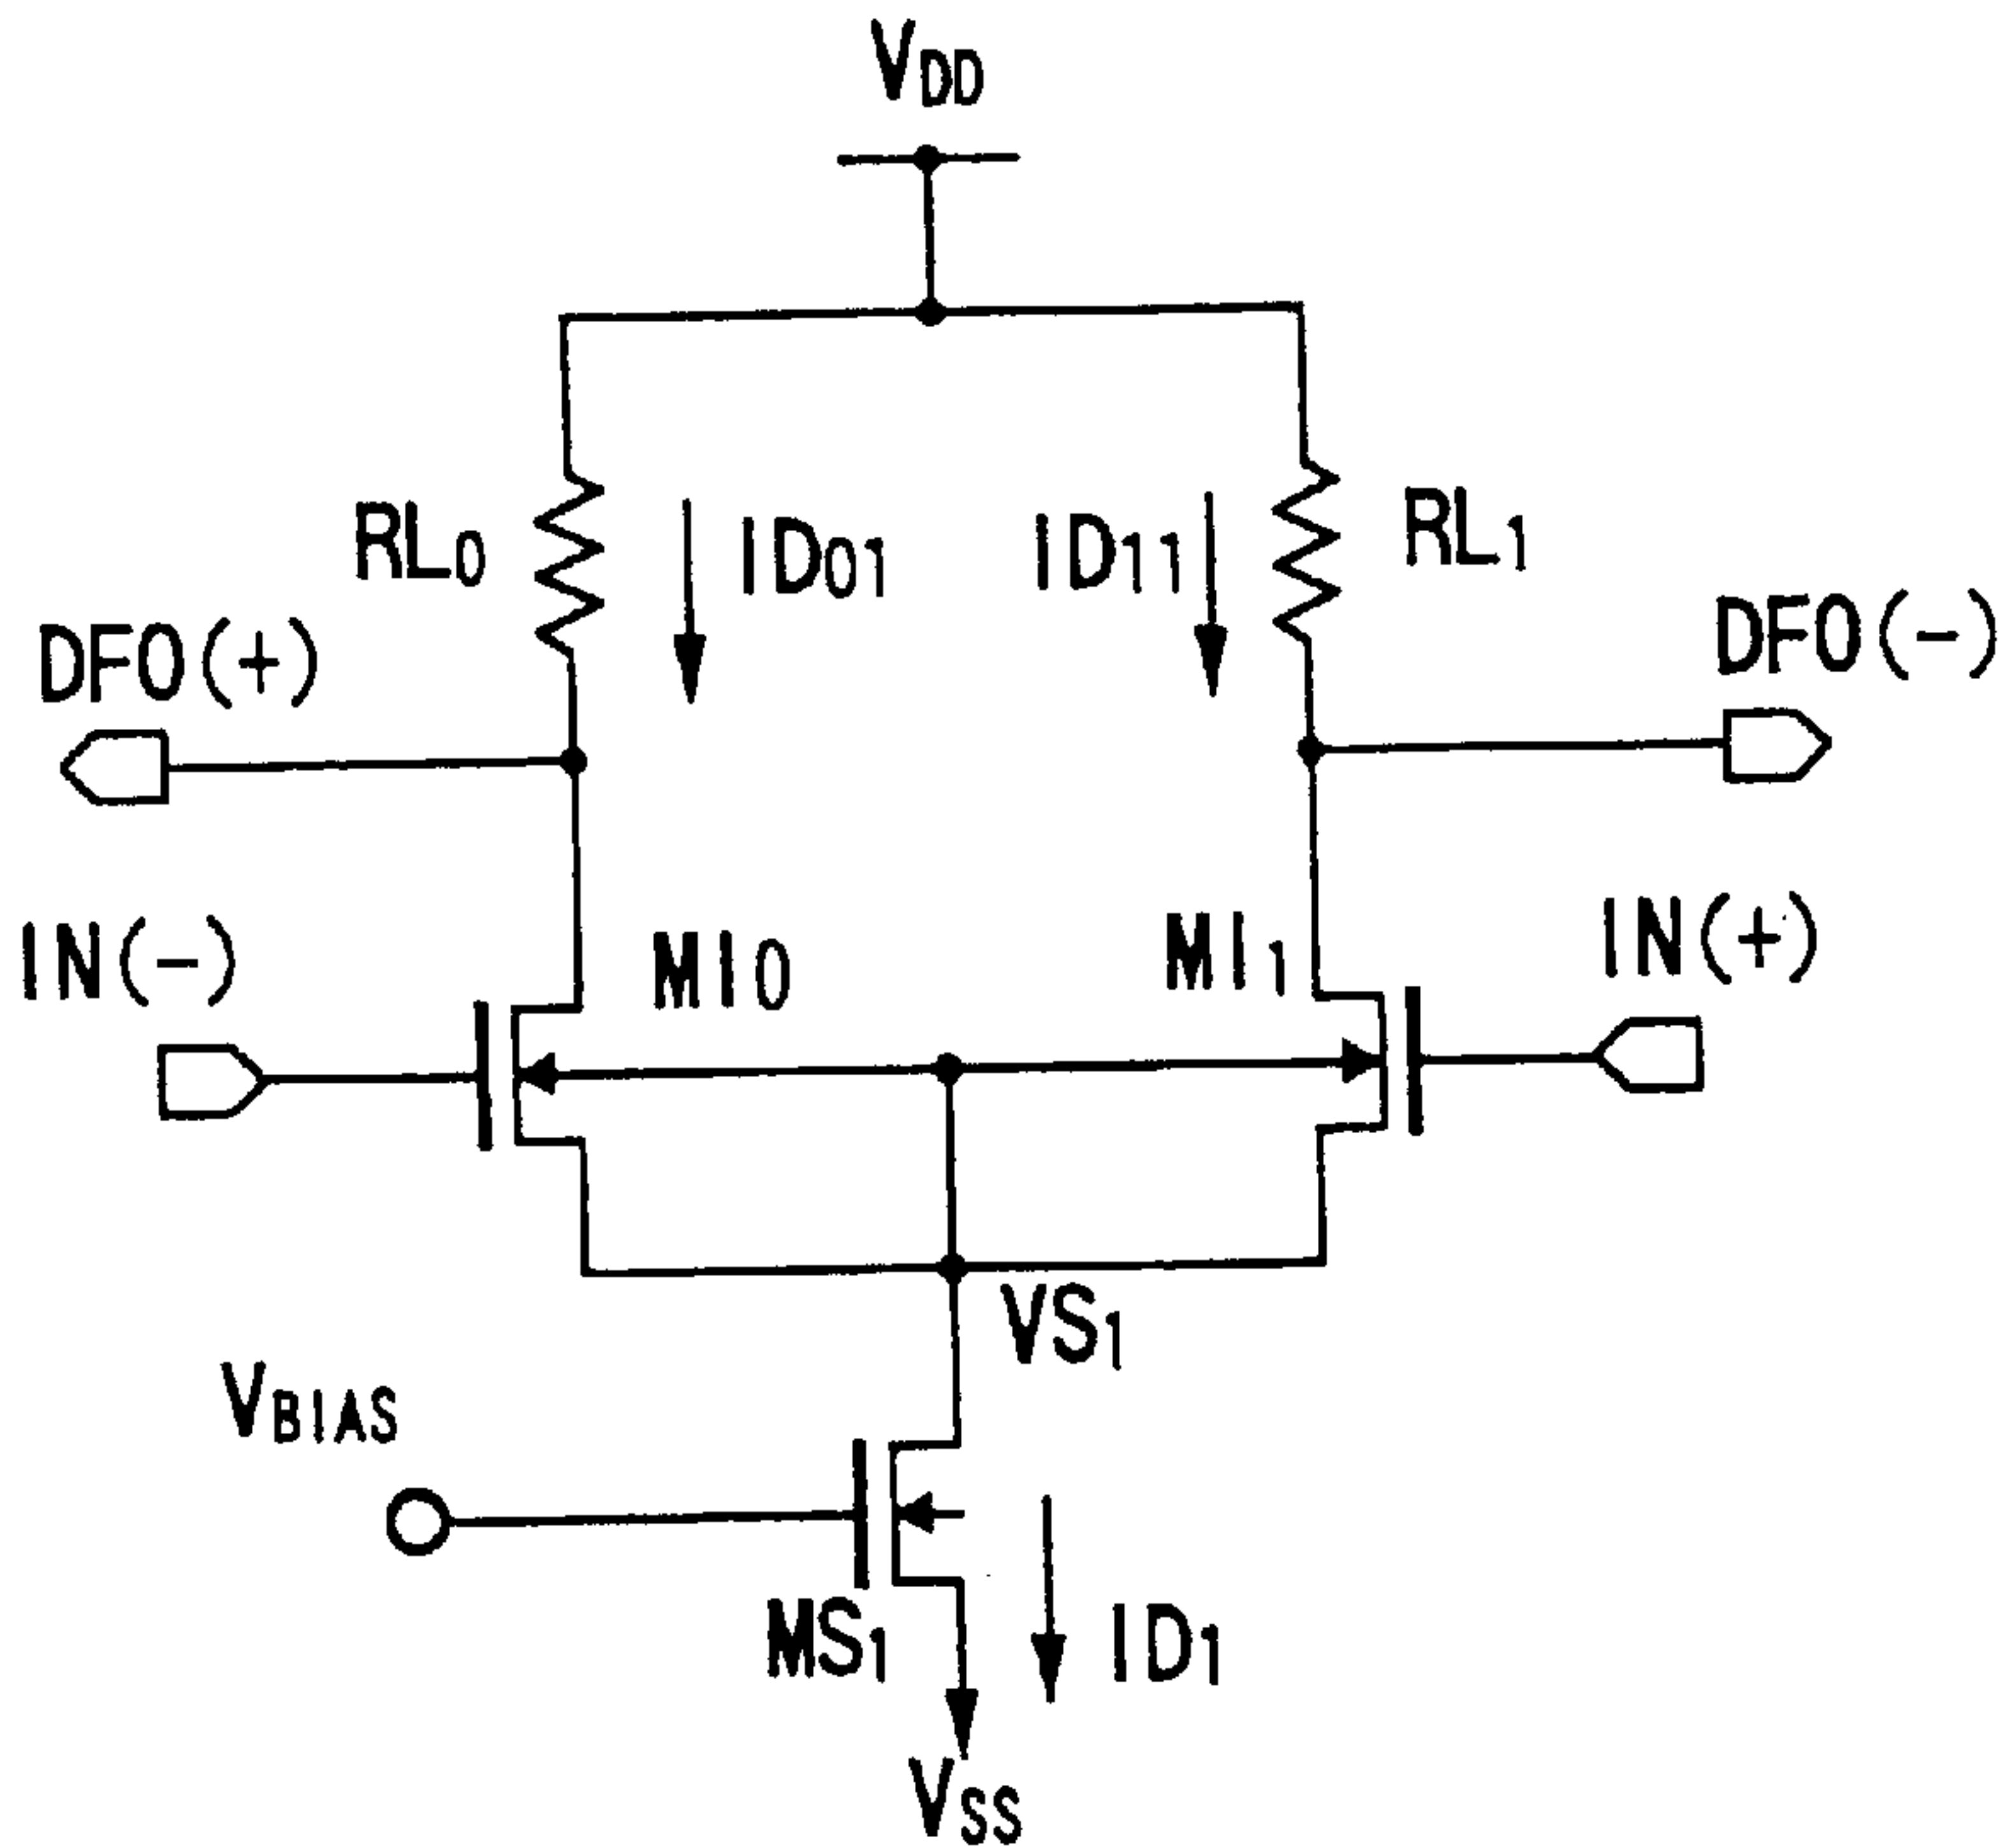 VDD
RL0
ID01
ID11
RL1
DFO(+)
DFO(-)
IN(-)
MI0
MI1
IN(+)
VS1
VBIAS
MS1
ID1
VSS